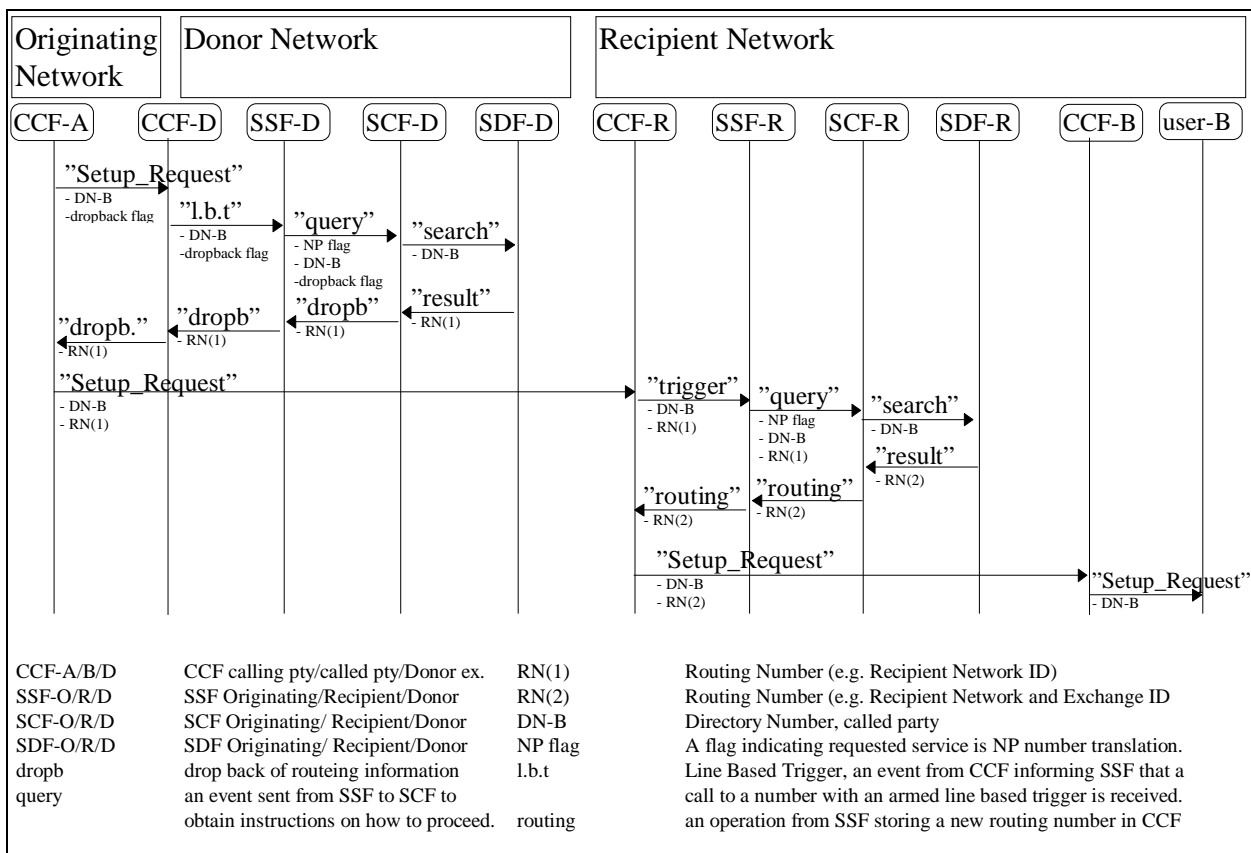 Originating
Network
Donor Network
Recipient Network
CCF-A
CCF-D
SSF-D
SCF-D
SDF-D
CCF-R
SSF-R
SCF-R
SDF-R
CCF-B
user-B
”Setup_Request”
- DN-B
-dropback flag
”l.b.t”
- DN-B
-dropback flag
”query”
- NP flag
- DN-B
-dropback flag
”search”
- DN-B
”result”
- RN(1)
”dropb”
- RN(1)
”dropb”
- RN(1)
”dropb.”
- RN(1)
”Setup_Request”
- DN-B
- RN(1)
”trigger”
- DN-B
- RN(1)
”query”
- NP flag
- DN-B
- RN(1)
”search”
- DN-B
”result”
- RN(2)
”routing”
- RN(2)
”routing”
- RN(2)
”Setup_Request”
- DN-B
- RN(2)
”Setup_Request”
- DN-B
CCF-A/B/D CCF calling pty/called pty/Donor ex. RN(1) Routing Number (e.g. Recipient Network ID)
SSF-O/R/D SSF Originating/Recipient/Donor RN(2) Routing Number (e.g. Recipient Network and Exchange ID
SCF-O/R/D SCF Originating/ Recipient/Donor DN-B Directory Number, called party
SDF-O/R/D SDF Originating/ Recipient/Donor NP flag A flag indicating requested service is NP number translation.
dropb drop back of routeing information l.b.t Line Based Trigger, an event from CCF informing SSF that a
query an event sent from SSF to SCF to call to a number with an armed line based trigger is received.
obtain instructions on how to proceed. routing an operation from SSF storing a new routing number in CCF